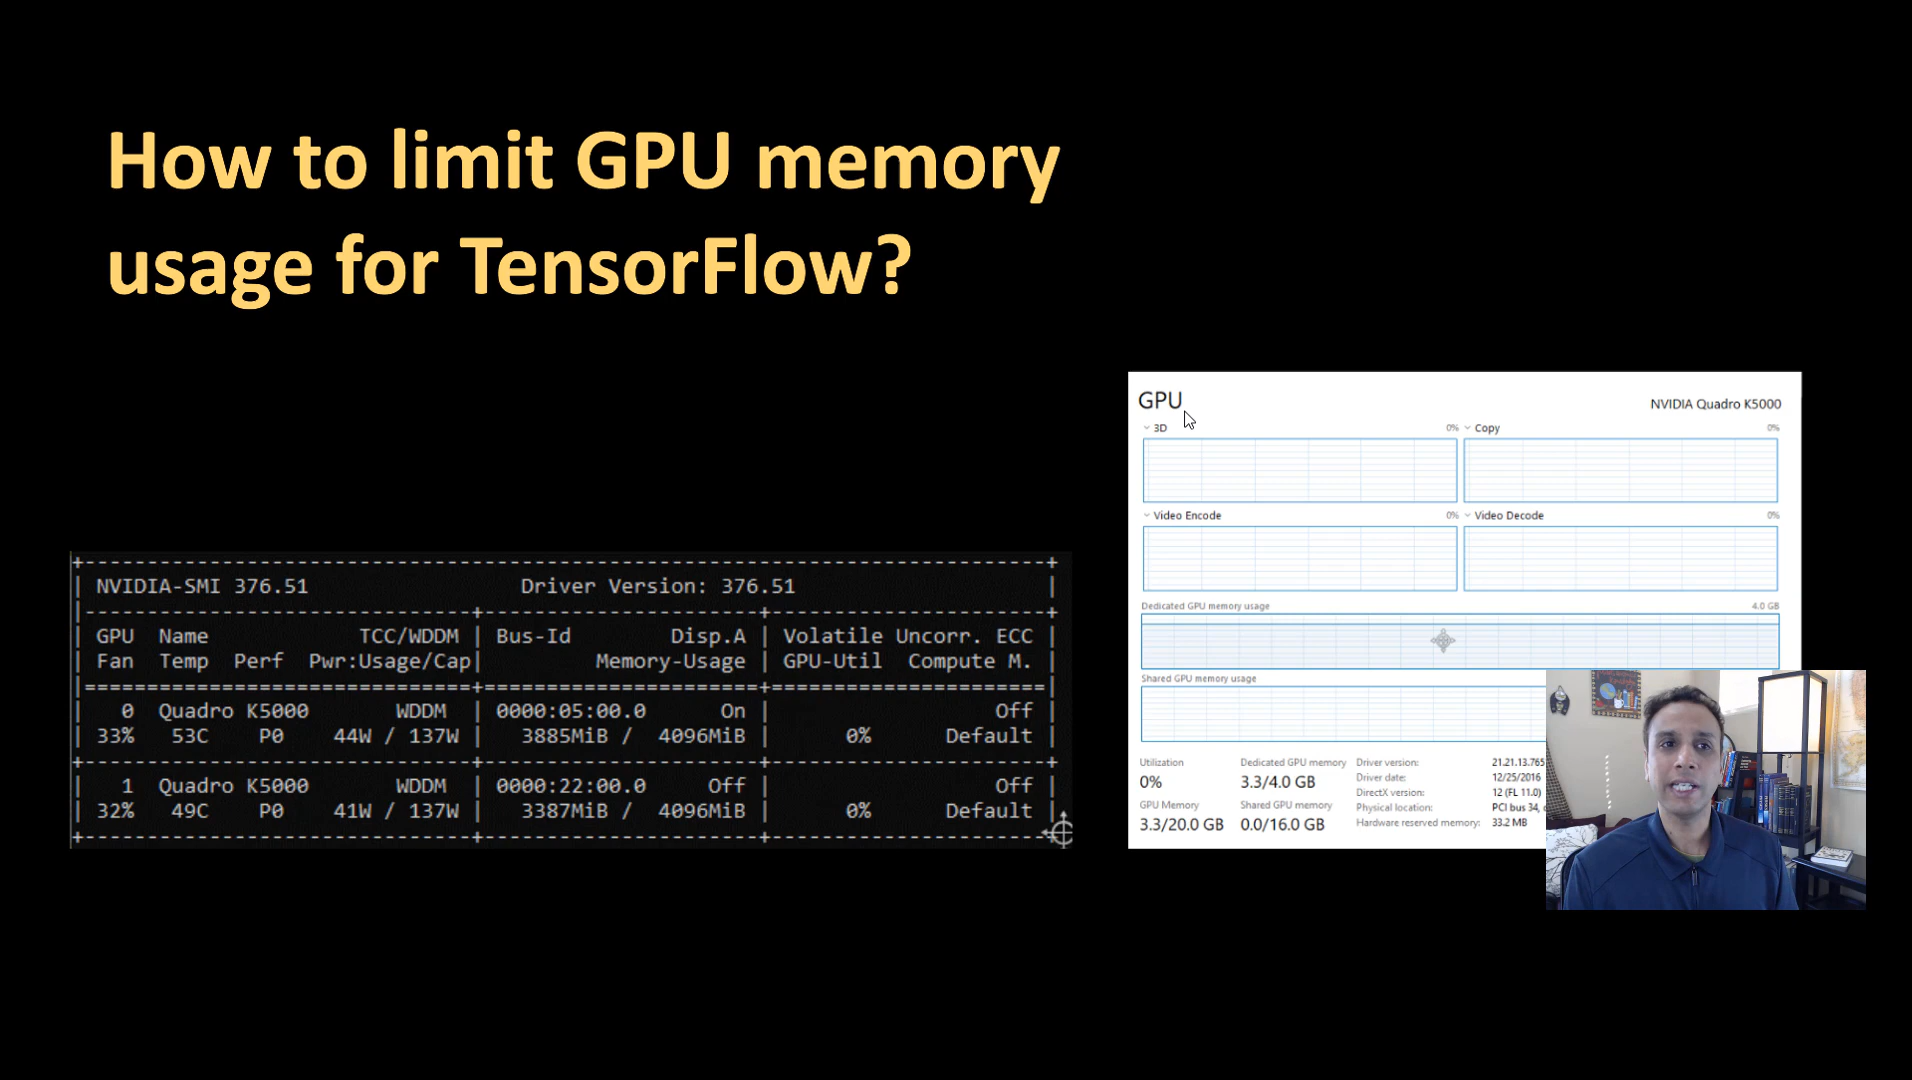 How to limit GPU memory
usage for TensorFlow?
NVIDIA-SMI 376.51 Driver Version: 376.51
GPU Name TCC/WDDM | Bus-Id Disp.A | Volatile Uncorr. ECC
Fan Temp Perf Pwr:Usage/Cap| Memory-Usage | GPU-Util Compute M.
0 Quadro K5000 WDDM | 0000:05:00.0 On | Off
33% 53C P0 44W / 137W | 3885MiB / 4096MiB | 0% Default
1 Quadro K5000 WDDM | 0000:22:00.0 Off | Off
32% 49C P0 41W / 137W | 3387MiB / 4096MiB | 0% Default
GPU NVIDIA Quadro K5000
3D 0% Copy 0%
Video Encode 0% Video Decode 0%
Dedicated GPU memory usage 4.0 GB
Shared GPU memory usage
Utilization
0%
GPU Memory
3.3/20.0 GB
Dedicated GPU memory
3.3/4.0 GB
Shared GPU memory
0.0/16.0 GB
Driver version: 21.21.13.765
Driver date: 12/25/2016
DirectX version: 12 (FL 11.0)
Physical location: PCI bus 34,
Hardware reserved memory: 33.2 MB